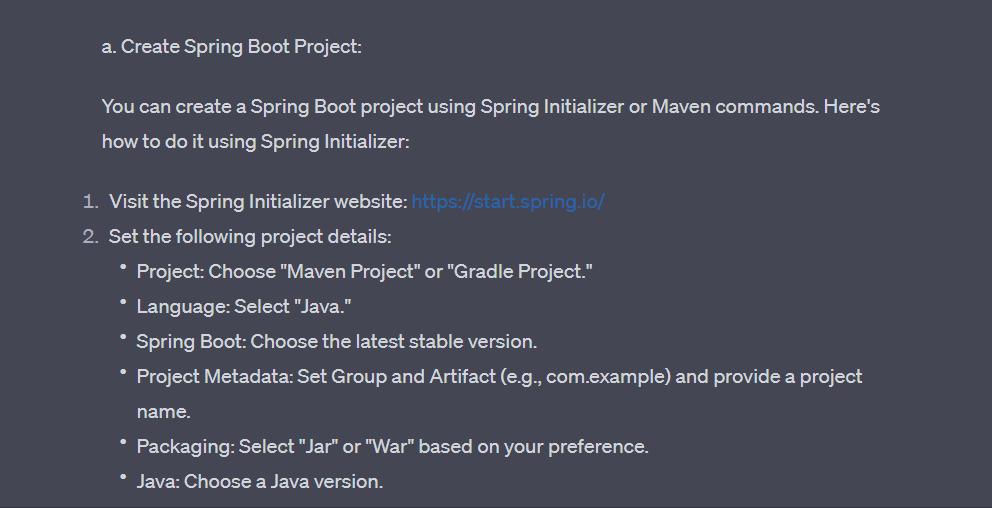 a. Create Spring Boot Project:
You can create a Spring Boot project using Spring Initializer or Maven commands. Here's
how to do it using Spring Initializer:
1. Visit the Spring Initializer website: https://start.spring.io/
2. Set the following project details:
• Project: Choose "Maven Project" or "Gradle Project."
• Language: Select "Java."
• Spring Boot: Choose the latest stable version.
• Project Metadata: Set Group and Artifact (e.g., com.example) and provide a project
name.
• Packaging: Select "Jar" or "War" based on your preference.
• Java: Choose a Java version.